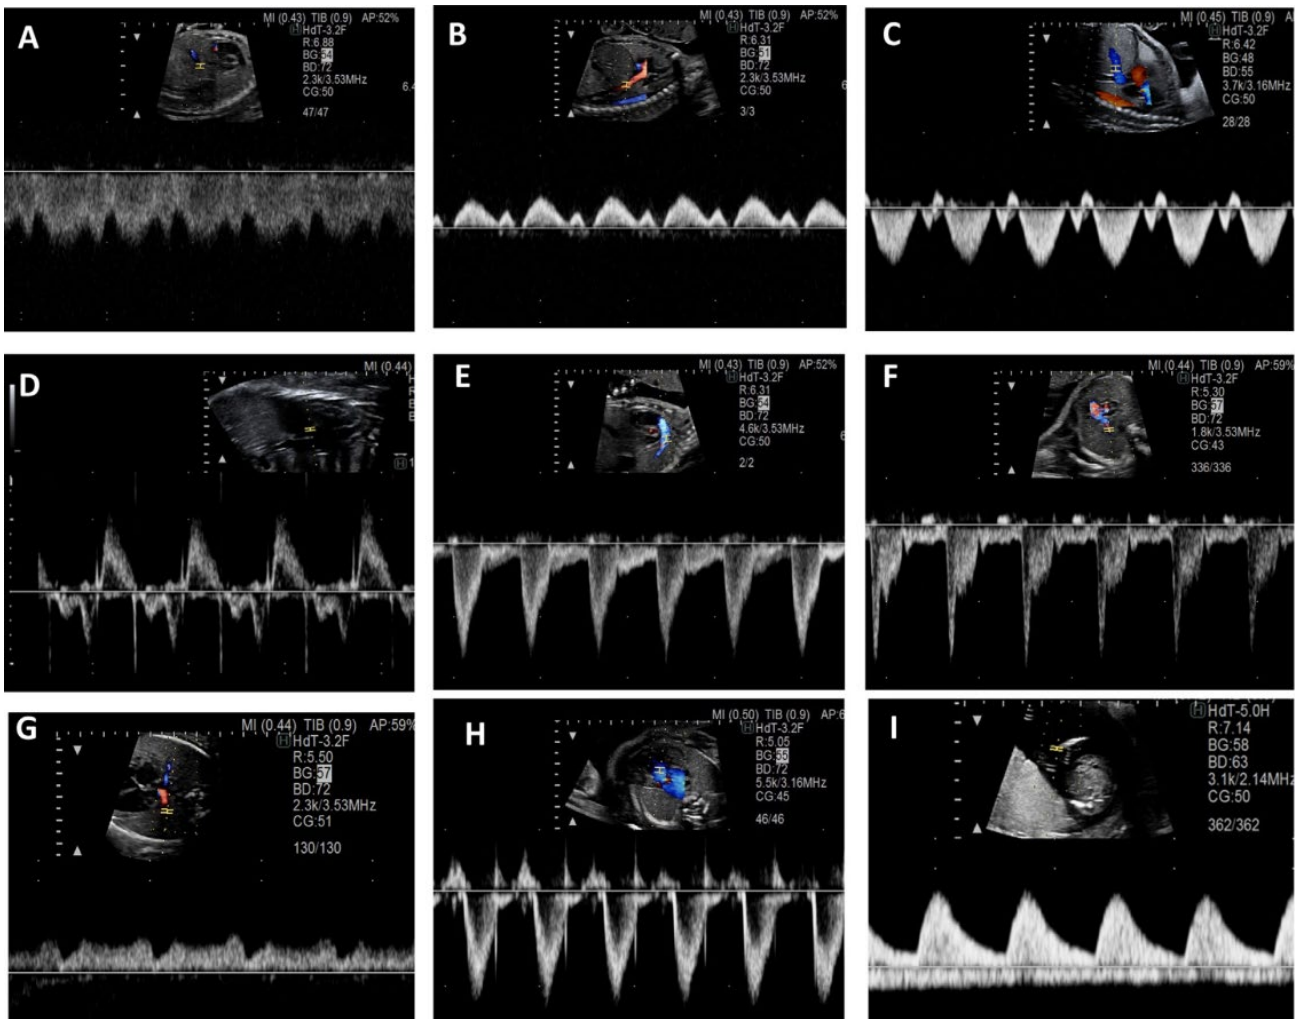 A
MI (0.43) TIB (0.9) AP:52%
HdT-3.2F
R:6.88
BG:54
BD:72
2.3k/3.53MHz
CG:50
47/47
6.4
B
MI (0.43) TIB (0.9) AP:52%
HdT-3.2F
R:6.31
BG:51
BD:72
2.3k/3.53MHz
CG:50
3/3
6
C
MI (0.45) TIB (0.9)
HdT-3.2F
R:6.42
BG:48
BD:55
3.7k/3.16MHz
CG:50
28/28
D
MI (0.44)
E
MI (0.43) TIB (0.9) AP:52%
HdT-3.2F
R:6.31
BG:54
BD:72
4.6k/3.53MHz
CG:50
2/2
6
F
MI (0.44) TIB (0.9) AP:59%
HdT-3.2F
R:5.30
BG:57
BD:72
1.8k/3.53MHz
CG:43
336/336
G
MI (0.44) TIB (0.9) AP:59%
HdT-3.2F
R:5.50
BG:57
BD:72
2.3k/3.53MHz
CG:51
130/130
H
MI (0.50) TIB (0.9) AP:6
HdT-3.2F
R:5.05
BG:55
BD:72
5.5k/3.16MHz
CG:45
46/46
I
HdT-5.0H
R:7.14
BG:58
BD:63
3.1k/2.14MHz
CG:50
362/362